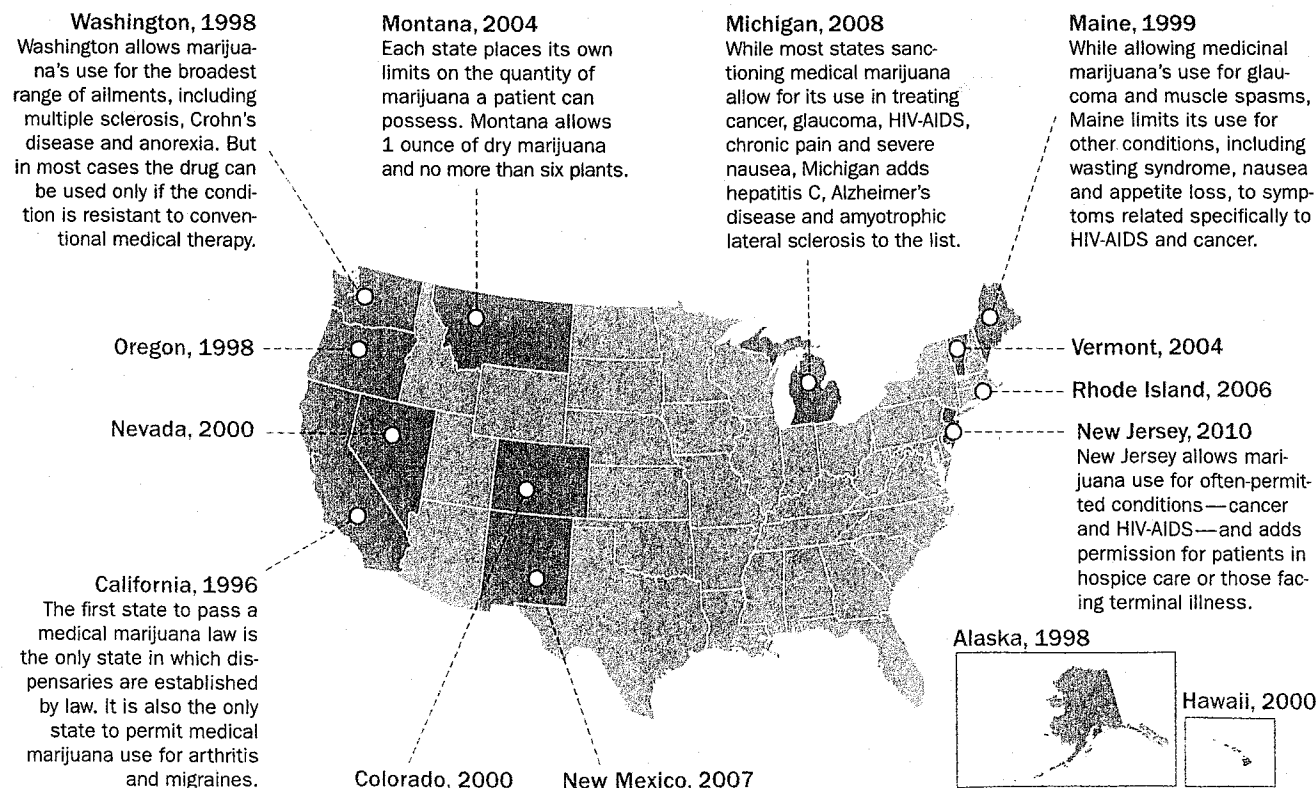 Washington, 1998
Washington allows marijua-
na's use for the broadest
range of ailments, including
multiple sclerosis, Crohn's
disease and anorexia. But
in most cases the drug can
be used only if the condi-
tion is resistant to conven-
tional medical therapy.
Montana, 2004
Each state places its own
limits on the quantity of
marijuana a patient can
possess. Montana allows
1 ounce of dry marijuana
and no more than six plants.
Michigan, 2008
While most states sanc-
tioning medical marijuana
allow for its use in treating
cancer, glaucoma, HIV-AIDS,
chronic pain and severe
nausea, Michigan adds
hepatitis C, Alzheimer's
disease and amyotrophic
lateral sclerosis to the list.
Maine, 1999
While allowing medicinal
marijuana's use for glau-
coma and muscle spasms,
Maine limits its use for
other conditions, including
wasting syndrome, nausea
and appetite loss, to symp-
toms related specifically to
HIV-AIDS and cancer.
Oregon, 1998
Nevada, 2000
California, 1996
The first state to pass a
medical marijuana law is
the only state in which dis-
pensaries are established
by law. It is also the only
state to permit medical
marijuana use for arthritis
and migraines.
Colorado, 2000
New Mexico, 2007
Vermont, 2004
Rhode Island, 2006
New Jersey, 2010
New Jersey allows mari-
juana use for often-permit-
ted conditions—cancer
and HIV-AIDS—and adds
permission for patients in
hospice care or those fac-
ing terminal illness.
Alaska, 1998
Hawaii, 2000